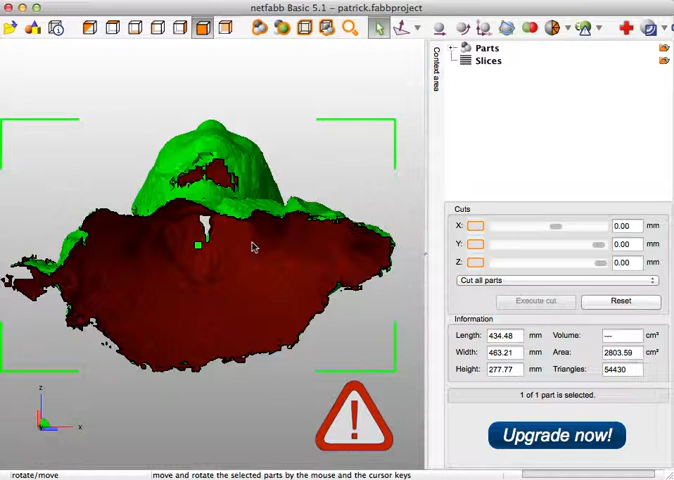 netfabb Basic 5.1 - patrick.fabbproject
Context area
Parts
Slices
Cuts
X: 0.00 mm
Y: 0.00 mm
Z: 0.00 mm
Cut all parts
Execute cut Reset
Information
Length: 434.48 mm Volume: --- cm³
Width: 463.21 mm Area: 2803.59 cm²
Height: 277.77 mm Triangles: 54430
1 of 1 part is selected.
Upgrade now!
z
x
rotate/move move and rotate the selected parts by the mouse and the cursor keys